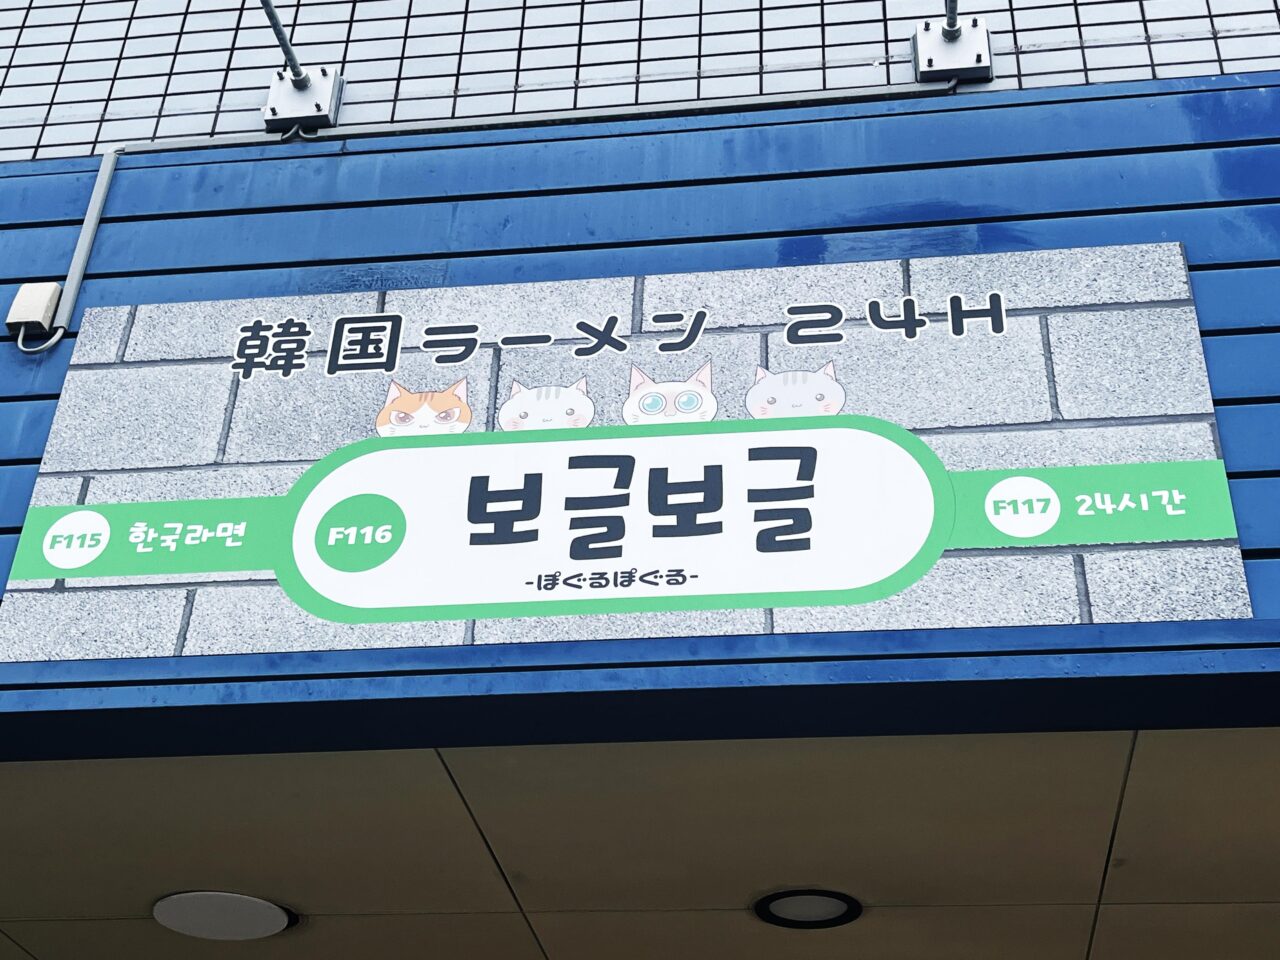 韓国ラーメン 24H
F115 한국라면
F116 보글보글
-ぽぐるぽぐる-
F117 24시간